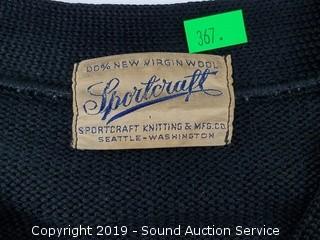 367.
100% NEW VIRGIN WOOL
Sportcraft
SPORTCRAFT KNITTING & MFG. CO.
SEATTLE - WASHINGTON
Copyright 2019 - Sound Auction Service